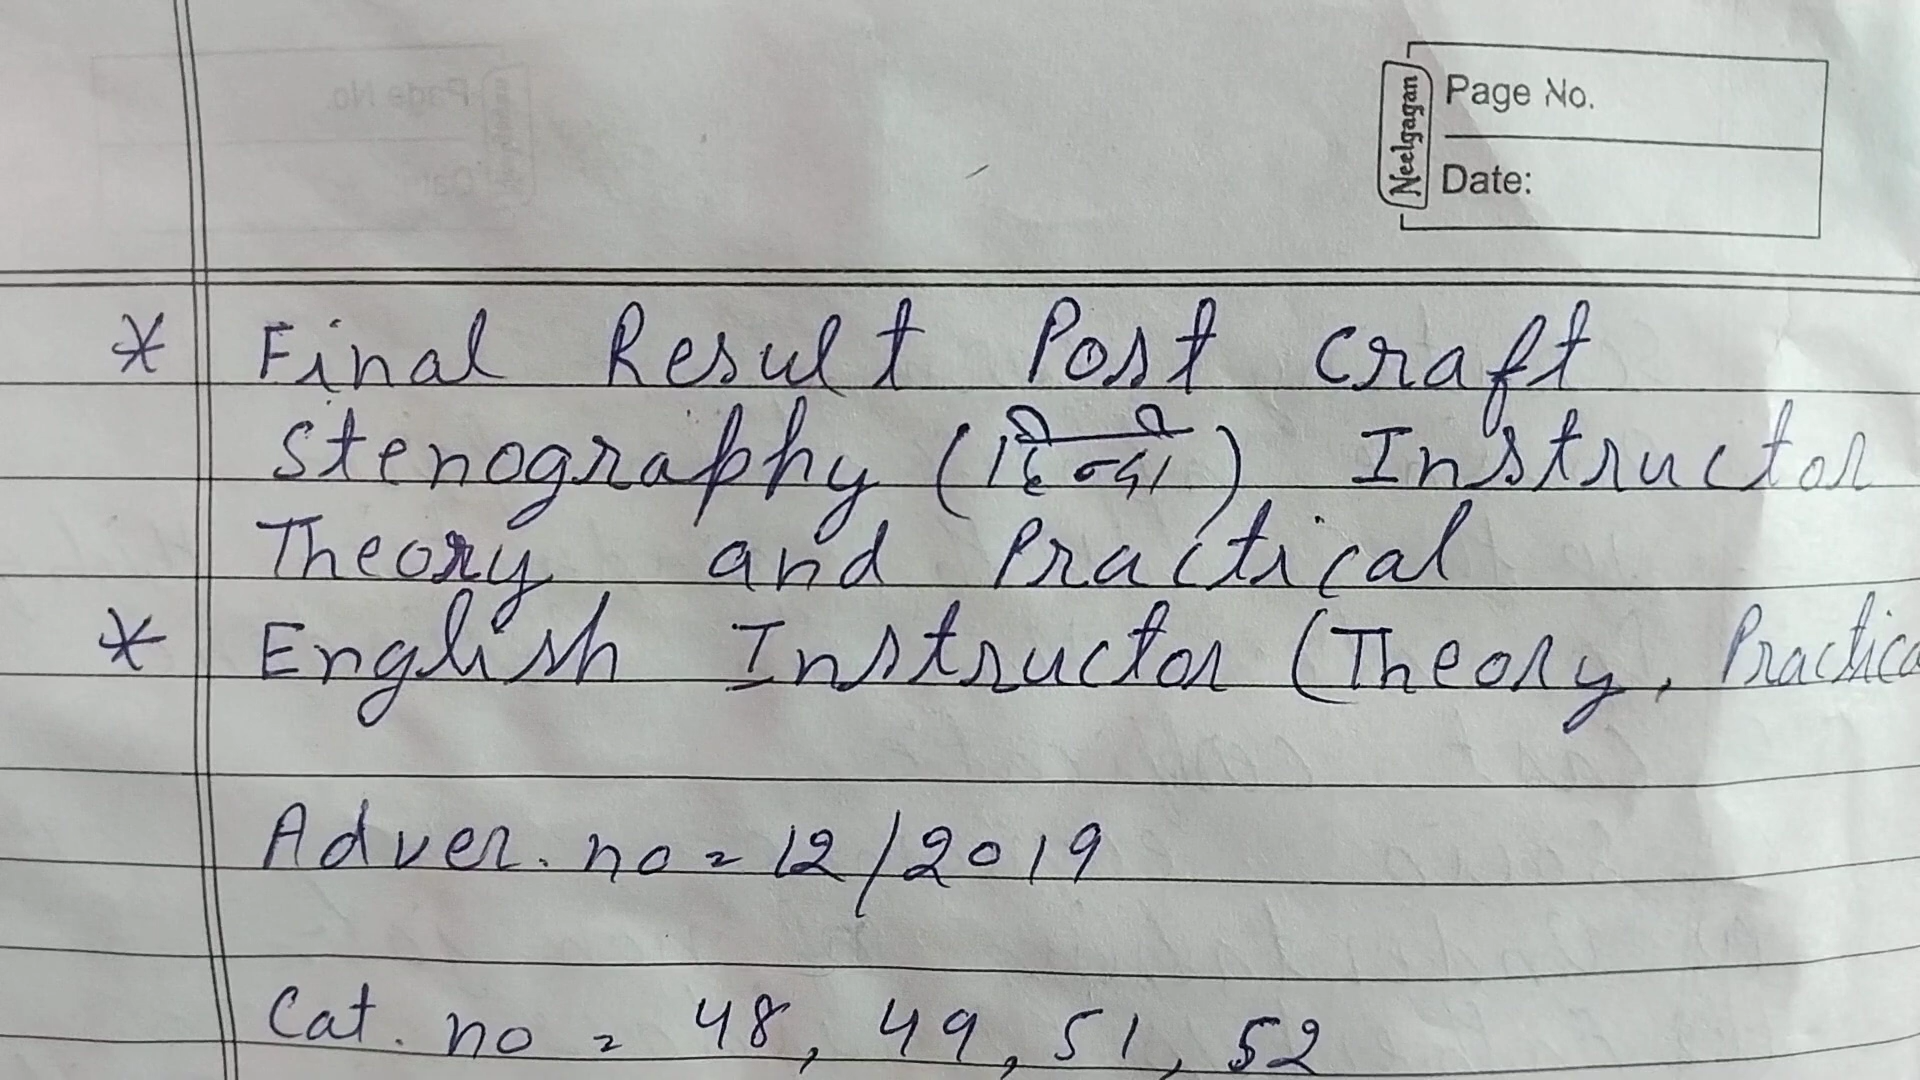 Neelgagan
Page No.
Date:
* Final Result Post Craft
Stenography (हिन्दी) Instructor
Theory and Practical
* English Instructor (Theory, Practica
Adver. no = 12/2019
Cat. no = 48, 49, 51, 52